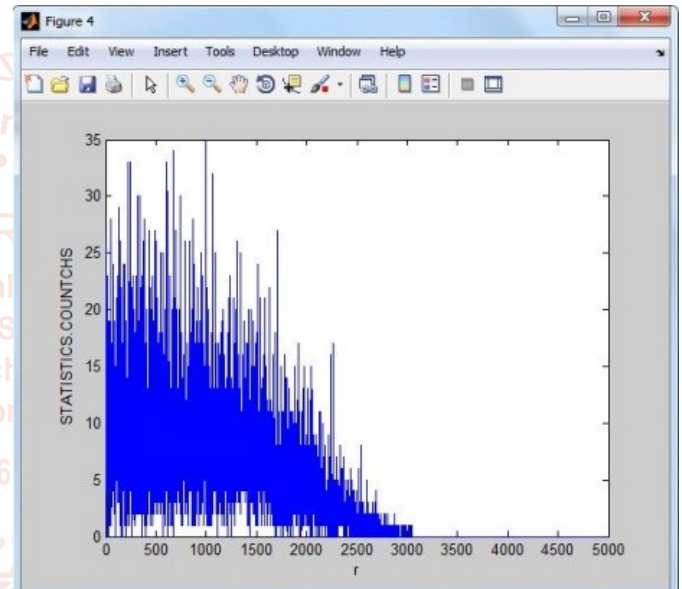 Figure 4
File Edit View Insert Tools Desktop Window Help
35
30
25
20
15
10
5
0
STATISTICS.COUNTCHS
0 500 1000 1500 2000 2500 3000 3500 4000 4500 5000
r